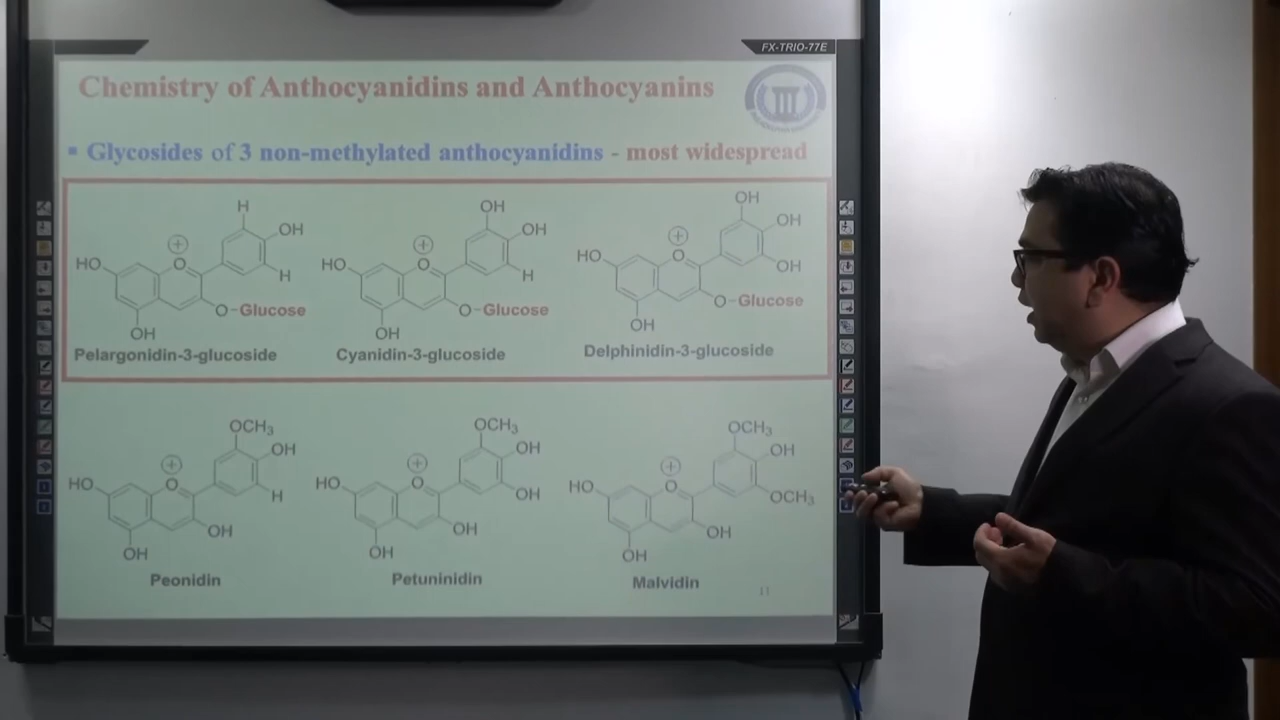 FX-TRIO-77E
Chemistry of Anthocyanidins and Anthocyanins
▪ Glycosides of 3 non-methylated anthocyanidins - most widespread
H
OH
HO
O
+
H
O-Glucose
OH
Pelargonidin-3-glucoside
OH
OH
HO
O
+
H
O-Glucose
OH
Cyanidin-3-glucoside
OH
OH
HO
O
+
OH
O-Glucose
OH
Delphinidin-3-glucoside
OCH3
OH
HO
O
+
H
OH
OH
Peonidin
OCH3
OH
HO
O
+
OH
OH
OH
Petuninidin
OCH3
OH
HO
O
+
OCH3
OH
OH
Malvidin
11